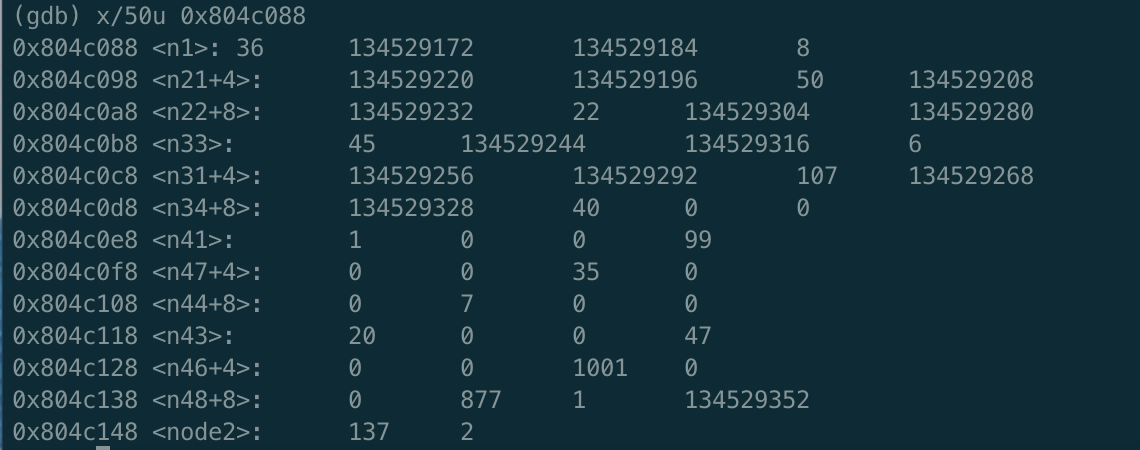 (gdb) x/50u 0x804c088
0x804c088 <n1>: 36 134529172 134529184 8
0x804c098 <n21+4>: 134529220 134529196 50 134529208
0x804c0a8 <n22+8>: 134529232 22 134529304 134529280
0x804c0b8 <n33>: 45 134529244 134529316 6
0x804c0c8 <n31+4>: 134529256 134529292 107 134529268
0x804c0d8 <n34+8>: 134529328 40 0 0
0x804c0e8 <n41>: 1 0 0 99
0x804c0f8 <n47+4>: 0 0 35 0
0x804c108 <n44+8>: 0 7 0 0
0x804c118 <n43>: 20 0 0 47
0x804c128 <n46+4>: 0 0 1001 0
0x804c138 <n48+8>: 0 877 1 134529352
0x804c148 <node2>: 137 2